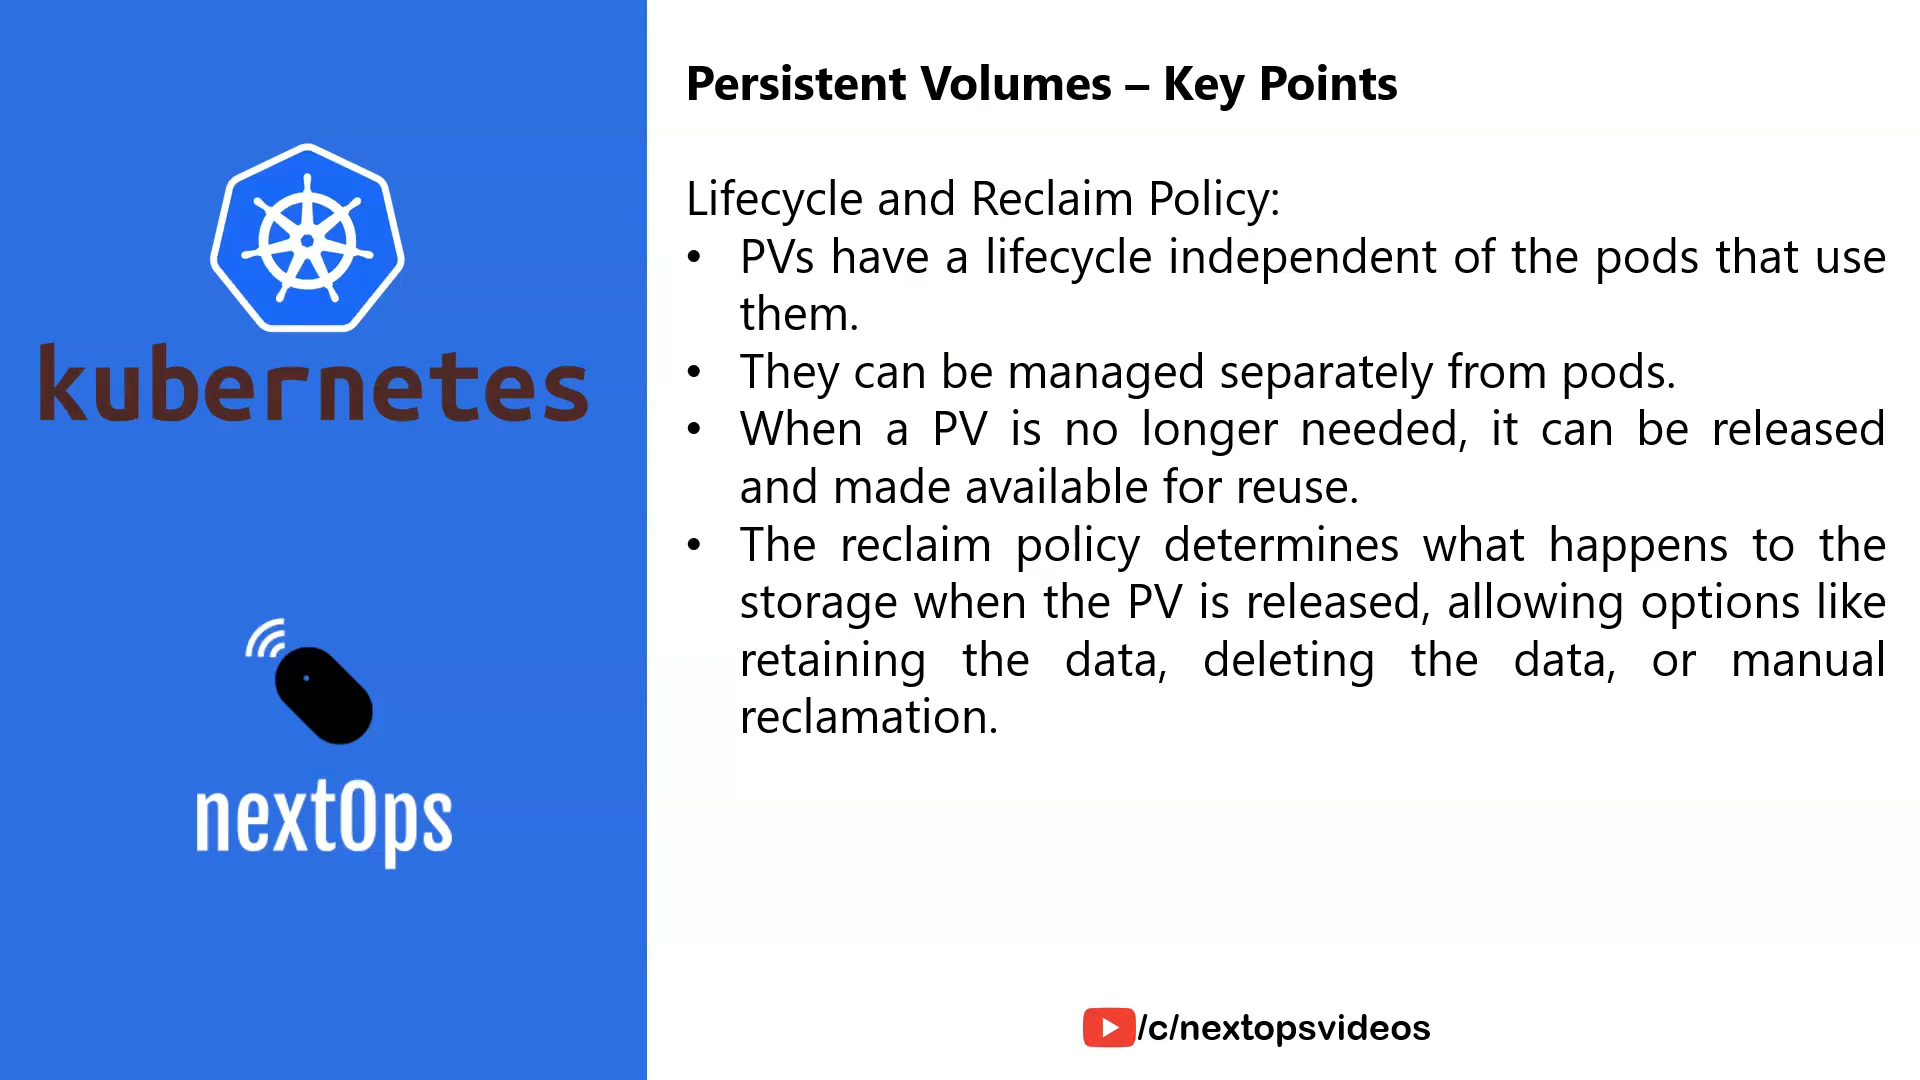 kubernetes
nextOps
Persistent Volumes – Key Points
Lifecycle and Reclaim Policy:
• PVs have a lifecycle independent of the pods that use
them.
• They can be managed separately from pods.
• When a PV is no longer needed, it can be released
and made available for reuse.
• The reclaim policy determines what happens to the
storage when the PV is released, allowing options like
retaining the data, deleting the data, or manual
reclamation.
/c/nextopsvideos